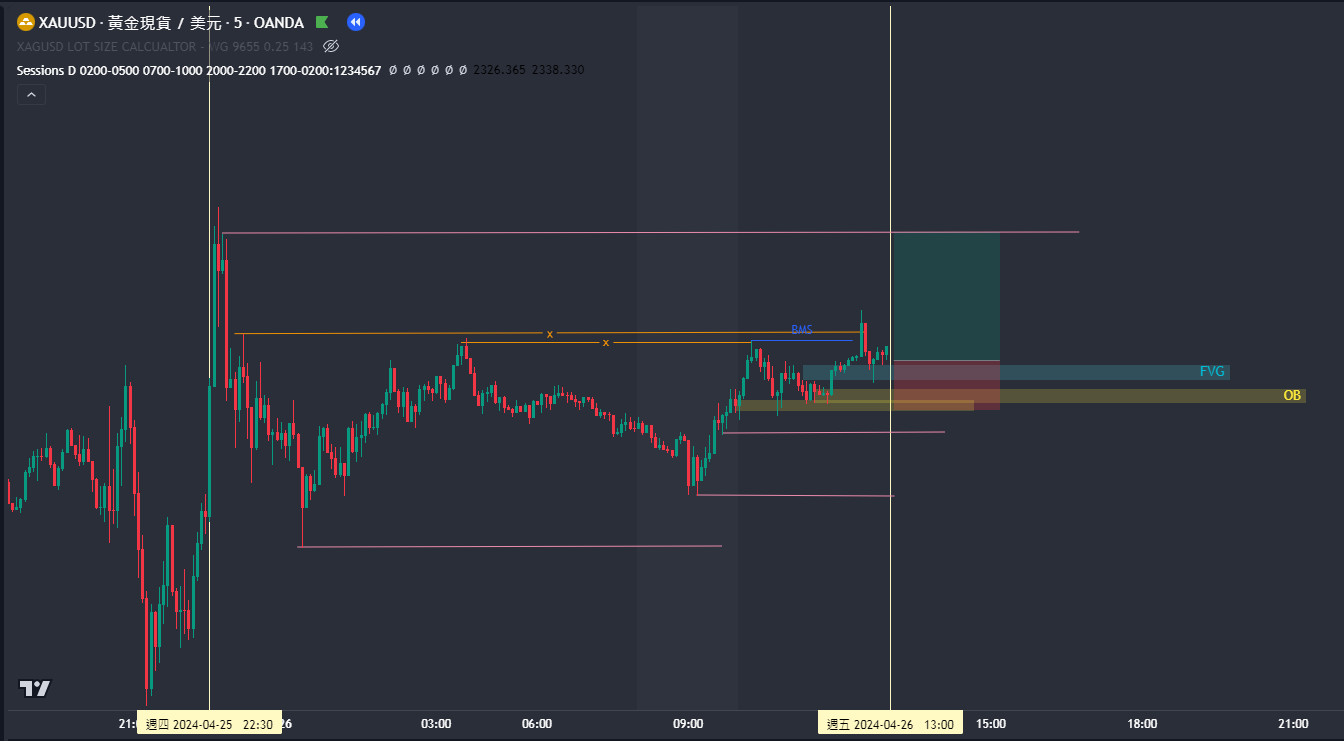 XAUUSD · 黃金現貨 / 美元 · 5 · OANDA
XAGUSD LOT SIZE CALCUALTOR - WG 9655 0.25 143
Sessions D 0200-0500 0700-1000 2000-2200 1700-0200:1234567 Ø Ø Ø Ø Ø Ø 2326.365 2338.330
x
BMS
x
FVG
OB
21:0 週四 2024-04-25 22:30 26 03:00 06:00 09:00 週五 2024-04-26 13:00 15:00 18:00 21:00